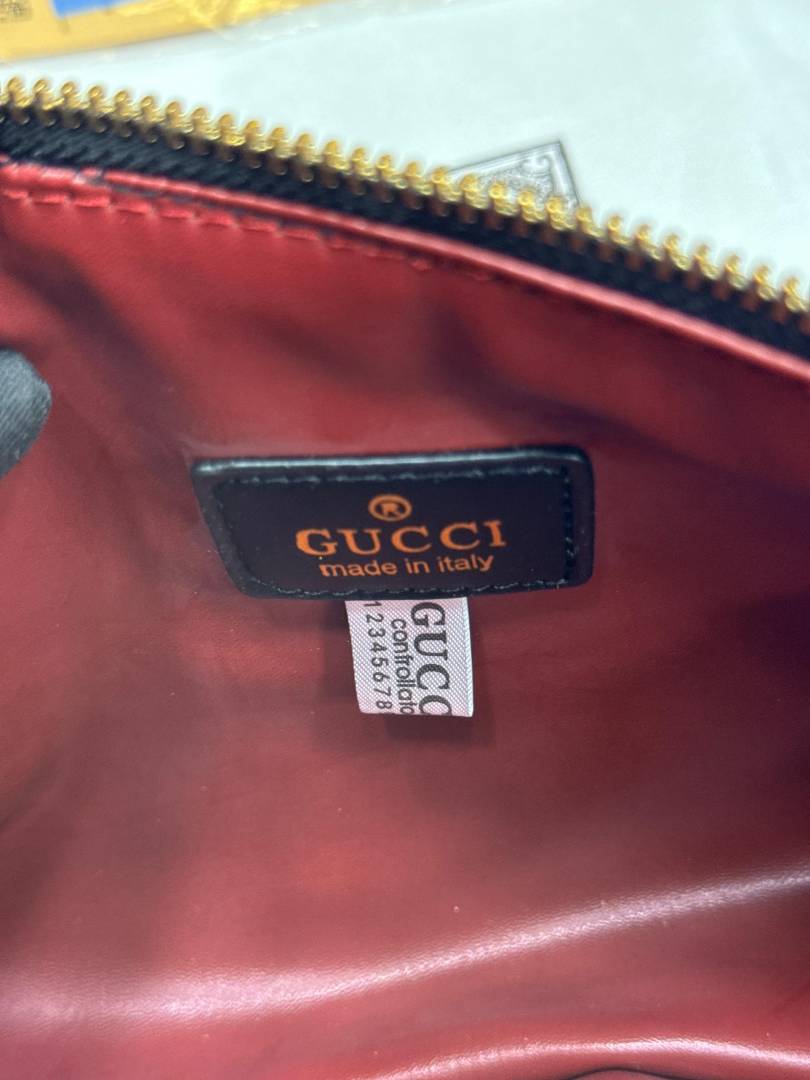 ®
GUCCI
made in italy
GUCC
controllato
12345678